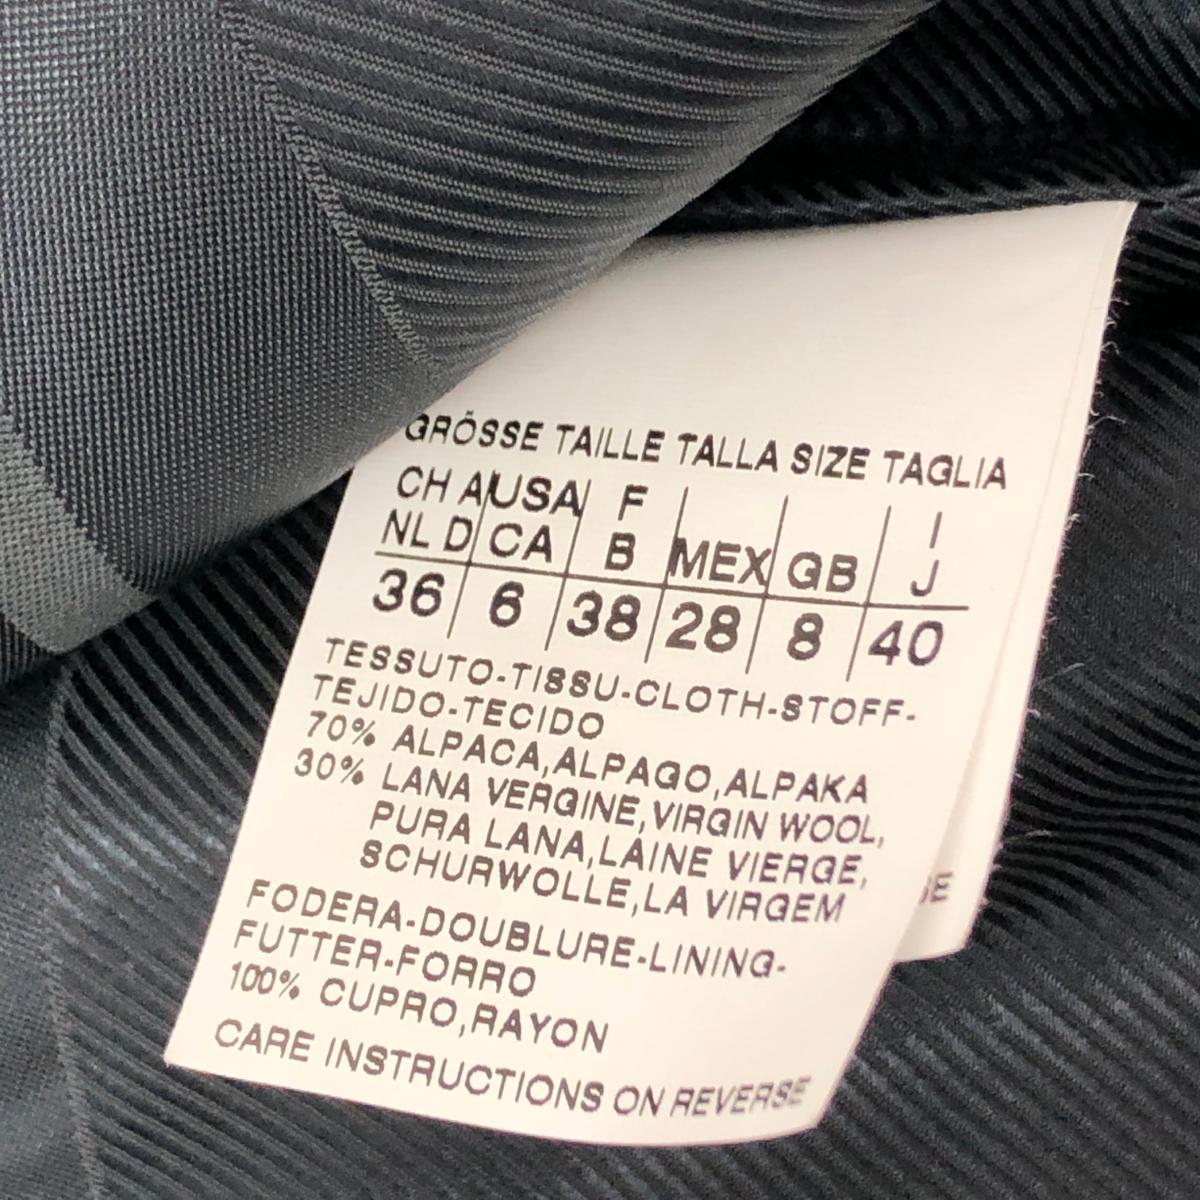 GRÖSSE TAILLE TALLA SIZE TAGLIA
CH A USA F I
NL D CA B MEX GB J
36 6 38 28 8 40
TESSUTO-TISSU-CLOTH-STOFF-
TEJIDO-TECIDO
70% ALPACA,ALPAGO,ALPAKA
30% LANA VERGINE,VIRGIN WOOL,
PURA LANA,LAINE VIERGE,
SCHURWOLLE,LA VIRGEM
FODERA-DOUBLURE-LINING-
FUTTER-FORRO
100% CUPRO,RAYON
CARE INSTRUCTIONS ON REVERSE